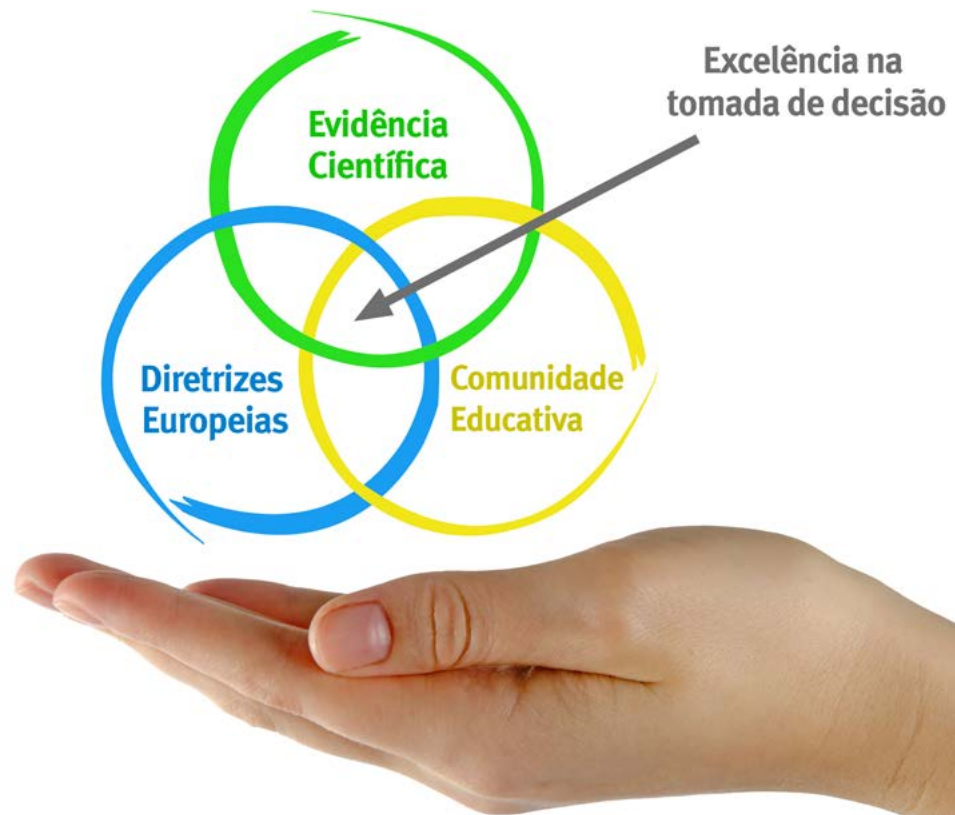 Excelência na
tomada de decisão
Evidência
Científica
Diretrizes
Europeias
Comunidade
Educativa